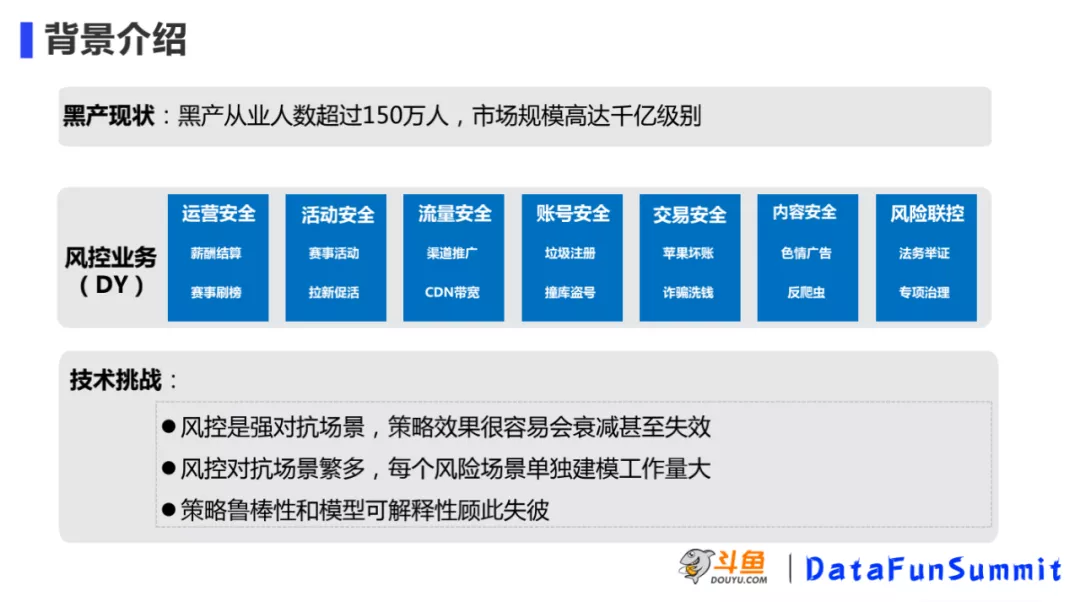 背景介绍
黑产现状：黑产从业人数超过150万人，市场规模高达千亿级别
风控业务
（DY）
运营安全
薪酬结算
赛事刷榜
活动安全
赛事活动
拉新促活
流量安全
渠道推广
CDN带宽
账号安全
垃圾注册
撞库盗号
交易安全
苹果坏账
诈骗洗钱
内容安全
色情广告
反爬虫
风险联控
法务举证
专项治理
技术挑战：
●风控是强对抗场景，策略效果很容易会衰减甚至失效
●风控对抗场景繁多，每个风险场景单独建模工作量大
●策略鲁棒性和模型可解释性顾此失彼
斗鱼
DOUYU.COM
DataFunSummit